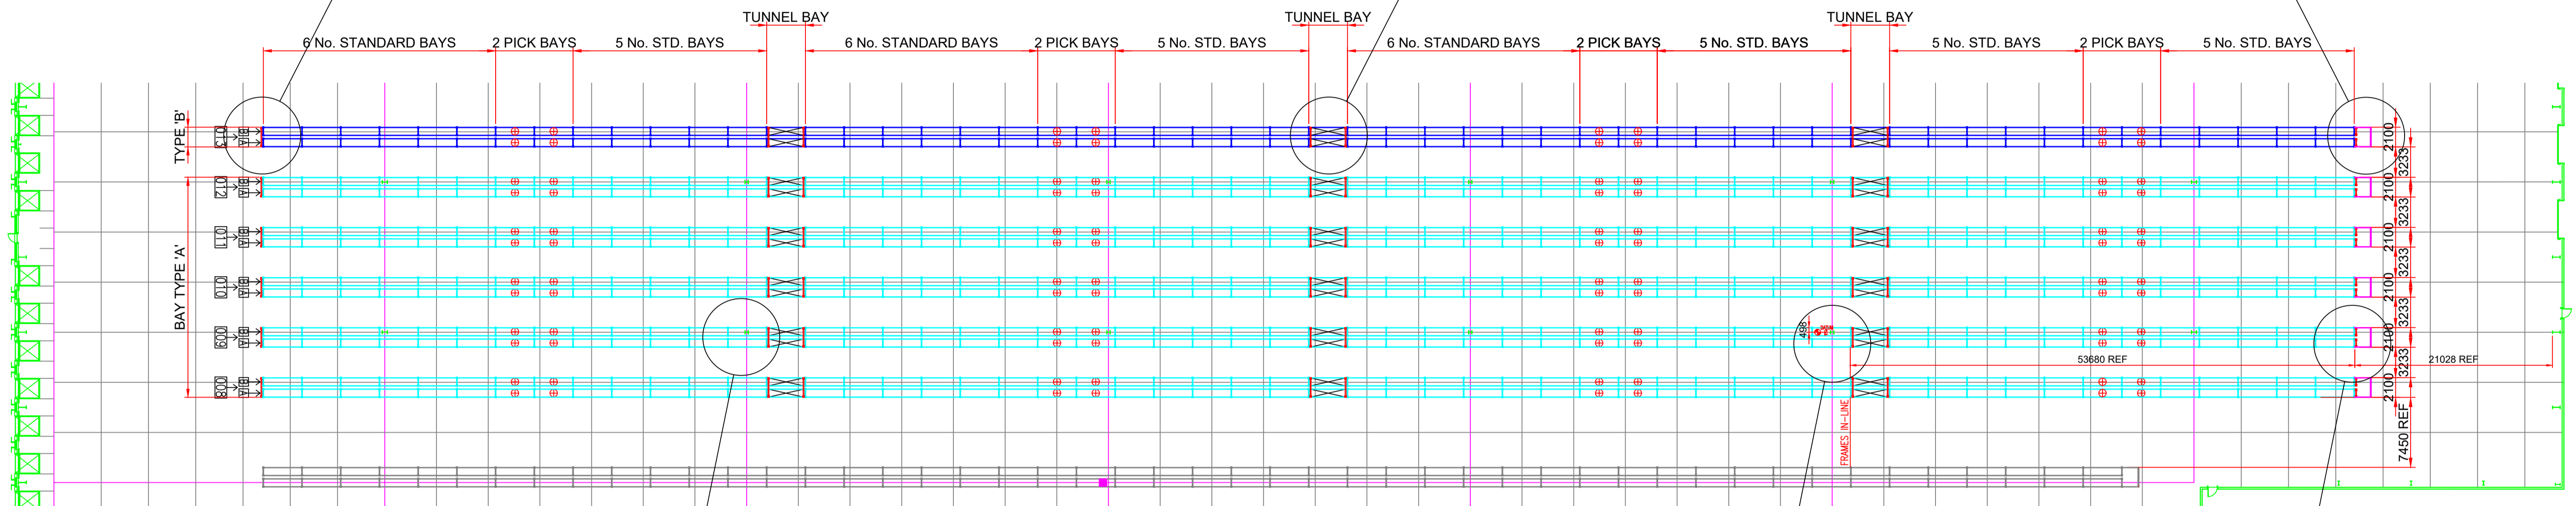 TUNNEL BAY
TUNNEL BAY
TUNNEL BAY
6 No. STANDARD BAYS
2 PICK BAYS
5 No. STD. BAYS
6 No. STANDARD BAYS
2 PICK BAYS
5 No. STD. BAYS
6 No. STANDARD BAYS
2 PICK BAYS
5 No. STD. BAYS
5 No. STD. BAYS
2 PICK BAYS
5 No. STD. BAYS
TYPE 'B'
013
B
A
2100
3233
BAY TYPE 'A'
012
B
A
2100
3233
011
B
A
2100
3233
010
B
A
2100
3233
009
B
A
498
2100
3233
53680 REF
21028 REF
008
B
A
2100
FRAMES IN-LINE
7450 REF